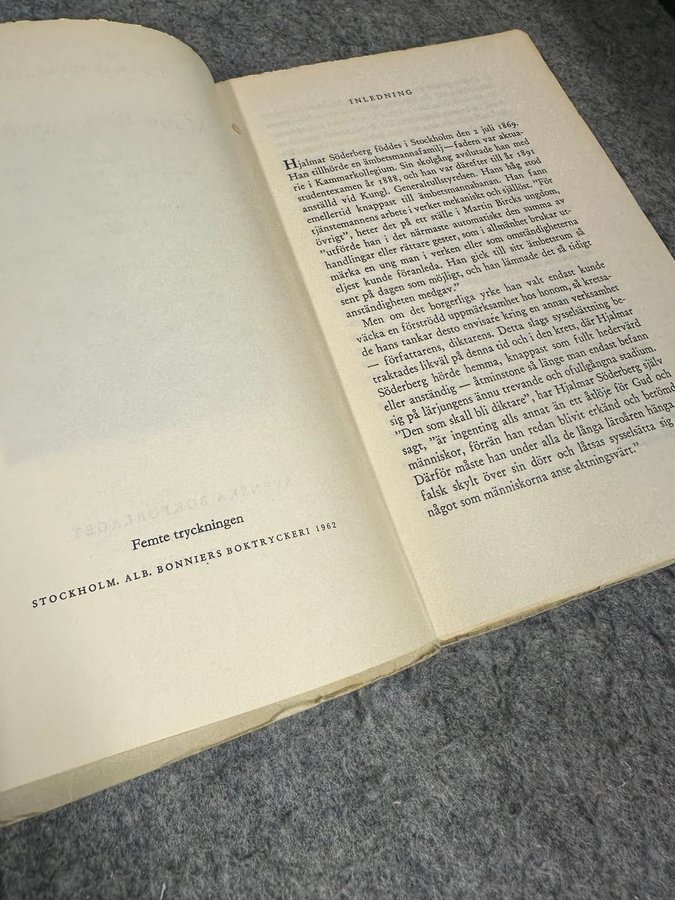 Femte tryckningen
STOCKHOLM. ALB. BONNIERS BOKTRYCKERI 1962
INLEDNING
Hjalmar Söderberg föddes i Stockholm den 2 juli 1869.
Han tillhörde en ämbetsmannafamilj — fadern var aktua-
rie i Kammarkollegium. Sin skolgång avslutade han med
studentexamen år 1888, och han var därefter till år 1891
anställd vid Kungl. Generaltullstyrelsen. Hans håg stod
emellertid knappast till ämbetsmannabanan. Han fann
tjänstemannens arbete i verket mekaniskt och själlöst. ”För
övrigt”, heter det på ett ställe i Martin Bircks ungdom,
”utförde han i det närmaste automatiskt den summa av
handlingar eller rättare gester, som i allmänhet brukar ut-
märka en ung man i verken eller som omständigheterna
eljest kunde föranleda. Han gick till sitt ämbetsrum så
sent på dagen som möjligt, och han lämnade det så tidigt
anständigheten medgav.”
Men om det borgerliga yrke han valt endast kunde
väcka en förströdd uppmärksamhet hos honom, så kretsa-
de hans tankar desto envisare kring en annan verksamhet
— författarens, diktarens. Detta slags sysselsättning be-
traktades likväl på denna tid och i den krets, där Hjalmar
Söderberg hörde hemma, knappast som fullt hedervärd
eller anständig — åtminstone så länge man endast befann
sig på lärjungens ännu trevande och ofullgångna stadium.
”Den som skall bli diktare”, har Hjalmar Söderberg själv
sagt, ”är ingenting alls annat än ett åtlöje för Gud och
människor, förrän han redan blivit erkänd och berömd
Därför måste han under alla de långa läroåren hänga
falsk skylt över sin dörr och låtsas sysselsätta sig
något som människorna anse aktningsvärt.”